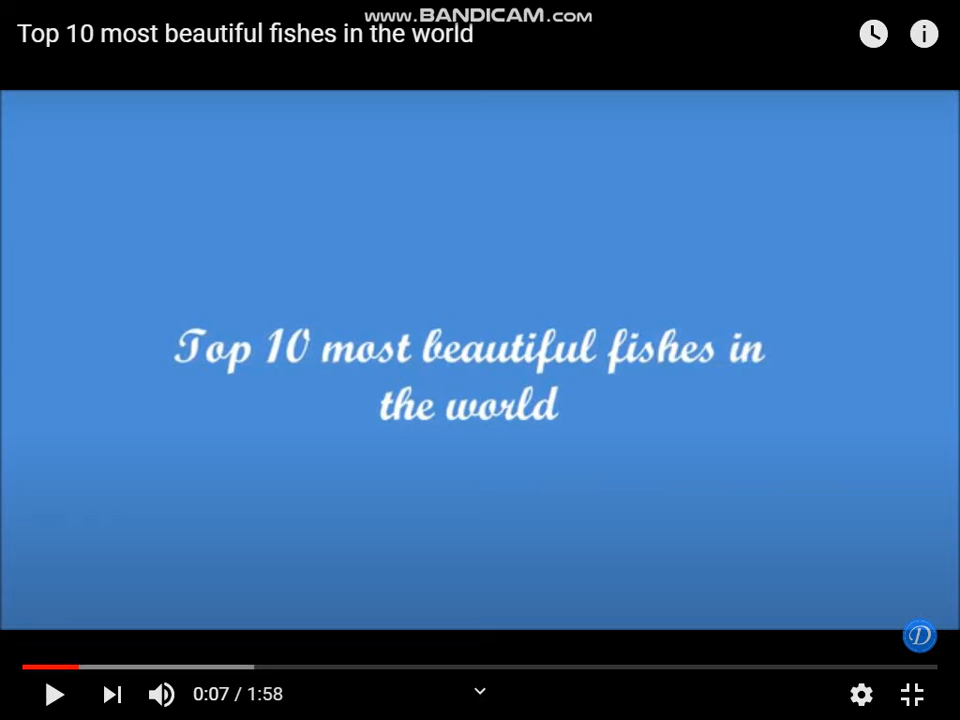 www.BANDICAM.com
Top 10 most beautiful fishes in the world
Top 10 most beautiful fishes in
the world
D
0:07 / 1:58